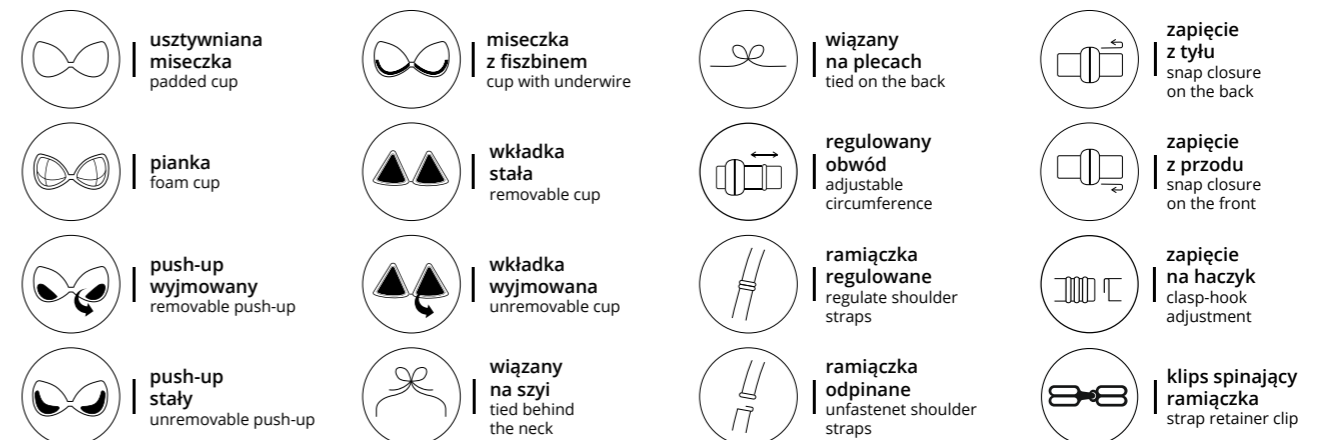 usztywniana
miseczka
padded cup
pianka
foam cup
push-up
wyjmowany
removable push-up
push-up
stały
unremovable push-up
miseczka
z fiszbinem
cup with underwire
wkładka
stała
removable cup
wkładka
wyjmowana
unremovable cup
wiązany
na szyi
tied behind
the neck
wiązany
na plecach
tied on the back
regulowany
obwód
adjustable
circumference
ramiączka
regulowane
regulate shoulder
straps
ramiączka
odpinane
unfastenet shoulder
straps
zapięcie
z tyłu
snap closure
on the back
zapięcie
z przodu
snap closure
on the front
zapięcie
na haczyk
clasp-hook
adjustment
klips spinający
ramiączka
strap retainer clip